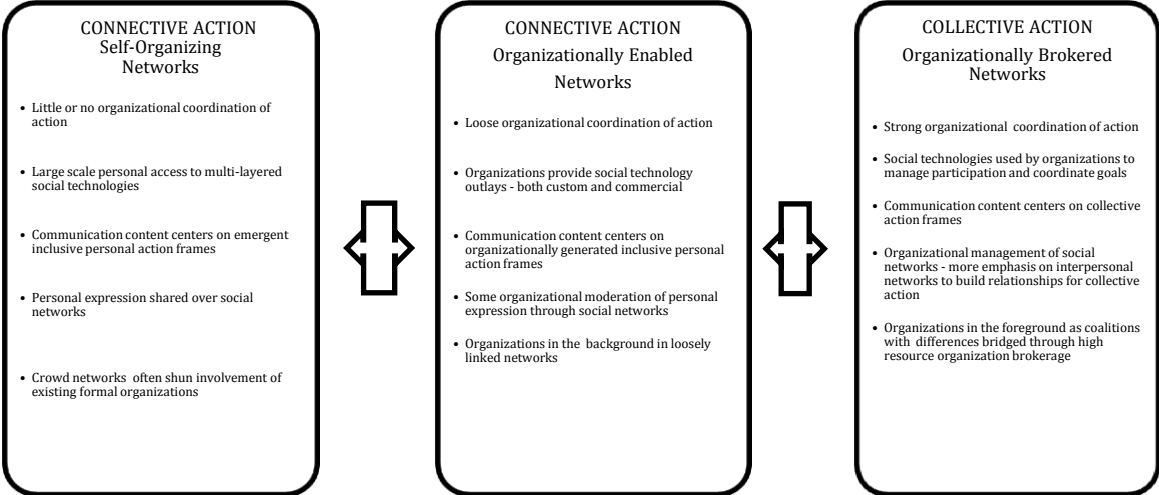 CONNECTIVE ACTION
Self-Organizing
Networks
• Little or no organizational coordination of
action
• Large scale personal access to multi-layered
social technologies
• Communication content centers on emergent
inclusive personal action frames
• Personal expression shared over social
networks
• Crowd networks often shun involvement of
existing formal organizations
CONNECTIVE ACTION
Organizationally Enabled
Networks
• Loose organizational coordination of action
• Organizations provide social technology
outlays - both custom and commercial
• Communication content centers on
organizationally generated inclusive personal
action frames
• Some organizational moderation of personal
expression through social networks
• Organizations in the background in loosely
linked networks
COLLECTIVE ACTION
Organizationally Brokered
Networks
• Strong organizational coordination of action
• Social technologies used by organizations to
manage participation and coordinate goals
• Communication content centers on collective
action frames
• Organizational management of social
networks - more emphasis on interpersonal
networks to build relationships for collective
action
• Organizations in the foreground as coalitions
with differences bridged through high
resource organization brokerage